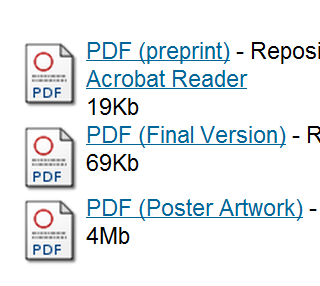 PDF (preprint) - Reposi
Acrobat Reader
PDF
19Kb
PDF (Final Version) - R
PDF
69Kb
PDF (Poster Artwork) -
PDF
4Mb